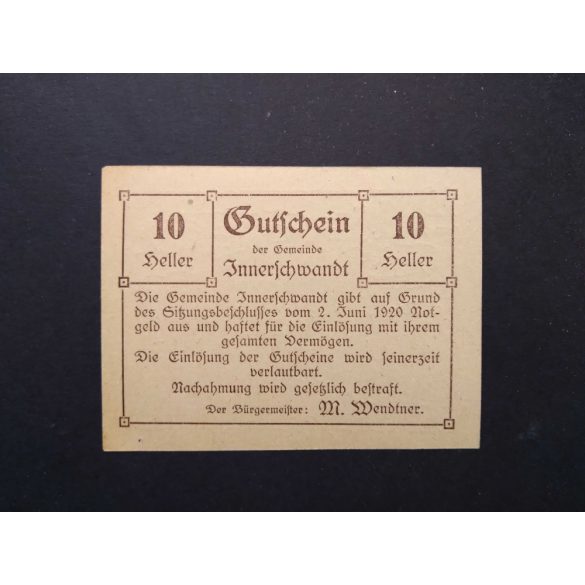 10 Gutschein 10
Heller der Gemeinde Heller
Innerschwandt
Die Gemeinde Innerschwandt gibt auf Grund
des Sitzungsbeschlusses vom 2. Juni 1920 Not-
geld aus und haftet für die Einlösung mit ihrem
gesamten Vermögen.
Die Einlösung der Gutscheine wird seinerzeit
verlautbart.
Nachahmung wird gesetzlich bestraft.
Der Bürgermeister: M. Wendtner.